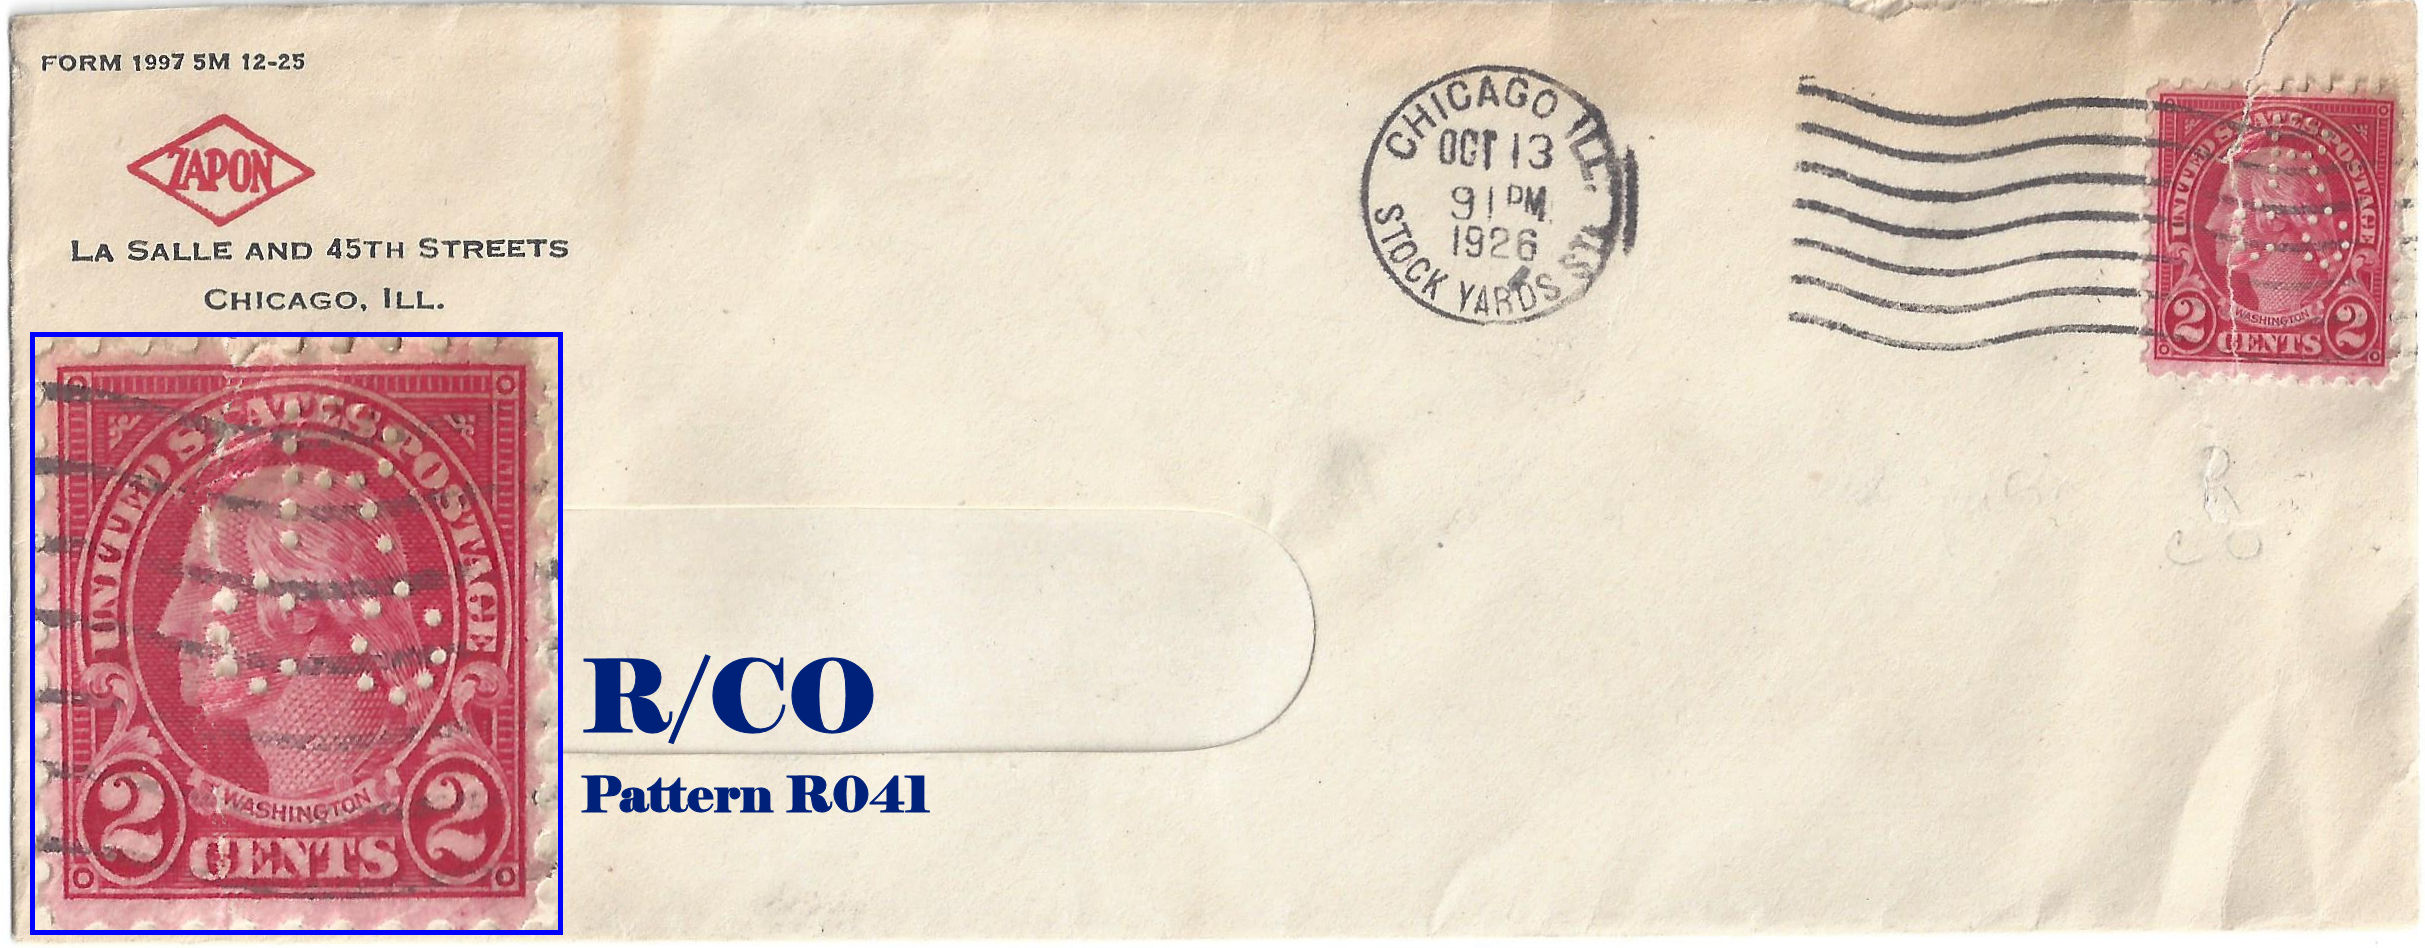 FORM 1997 5M 12-25
ZAPON
LA SALLE AND 45TH STREETS
CHICAGO, ILL.
CHICAGO ILL.
OCT 13
91 PM
1926
STOCK YARDS STA
UNITED STATES POSTAGE
WASHINGTON
2 CENTS 2
R
CO
UNITED STATES POSTAGE
WASHINGTON
2 CENTS 2
R/CO
Pattern R041